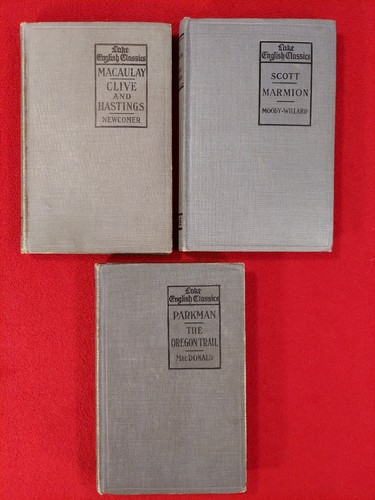 Lake
English Classics
MACAULAY
CLIVE
AND
HASTINGS
NEWCOMER
Lake
English Classics
SCOTT
MARMION
MOODY-WILLARD
Lake
English Classics
PARKMAN
THE
OREGON TRAIL
MACDONALD